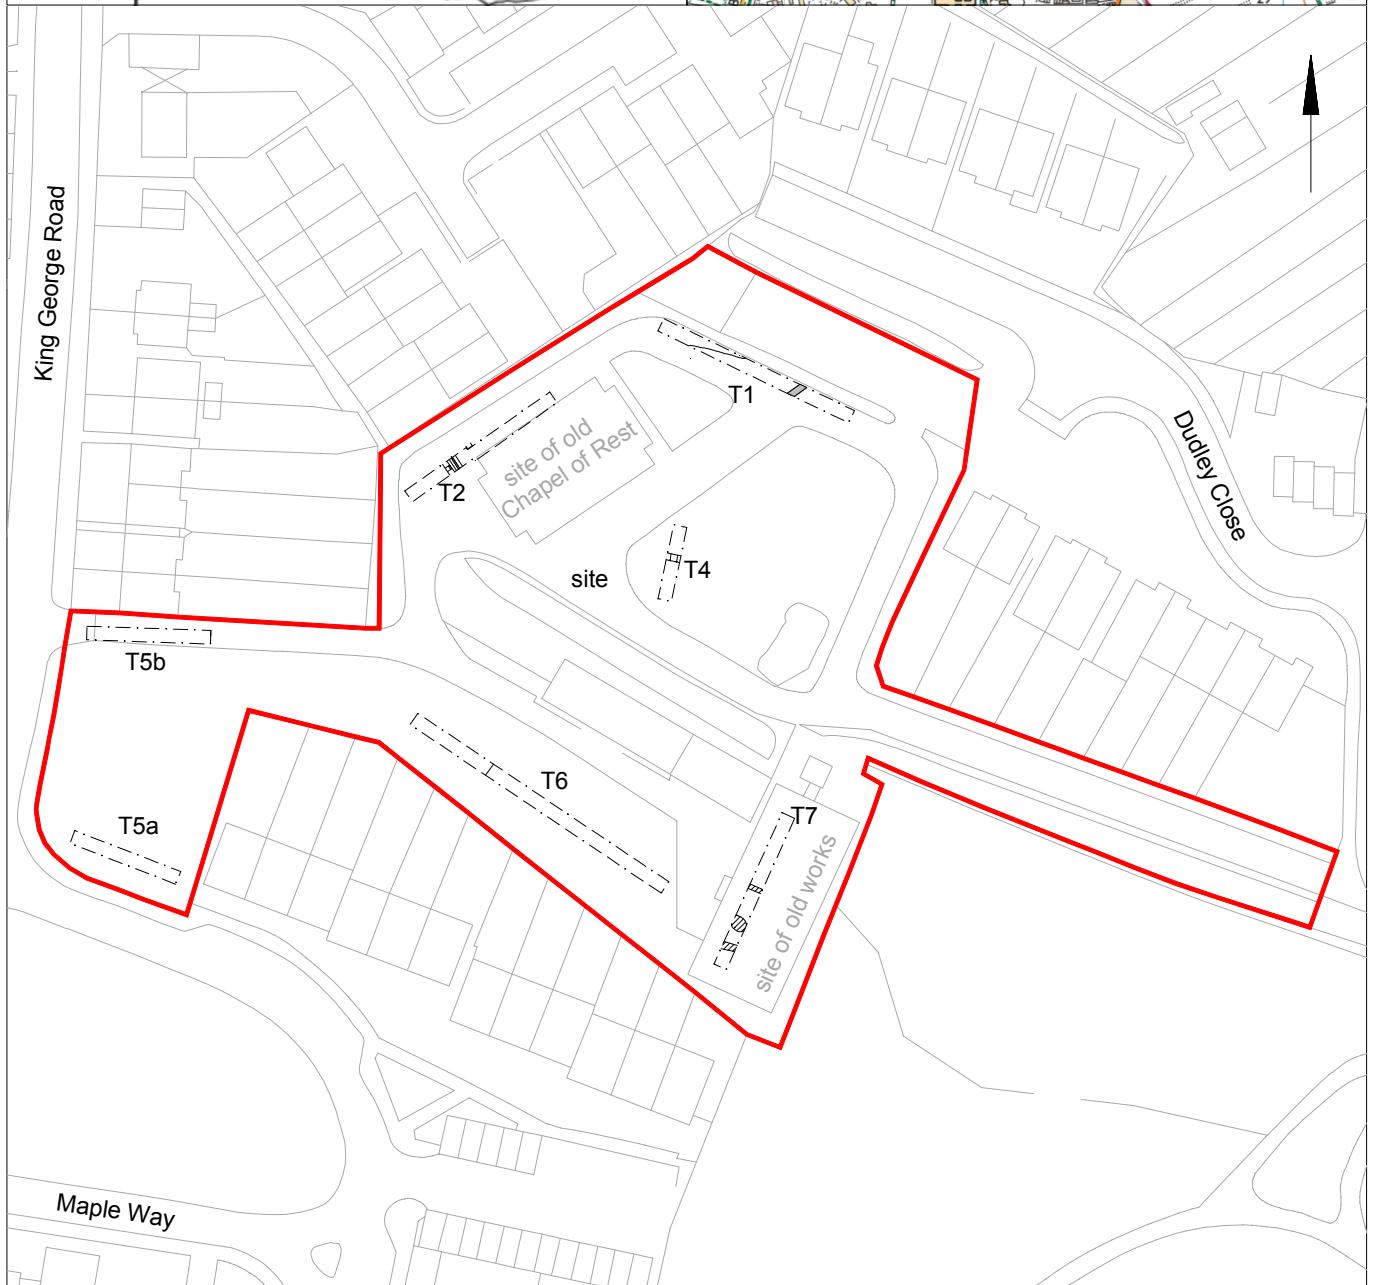 King George Road
T1
site of old
Chapel of Rest
T2
Dudley Close
T4
site
T5b
T6
T5a
T7
site of old works
Maple Way